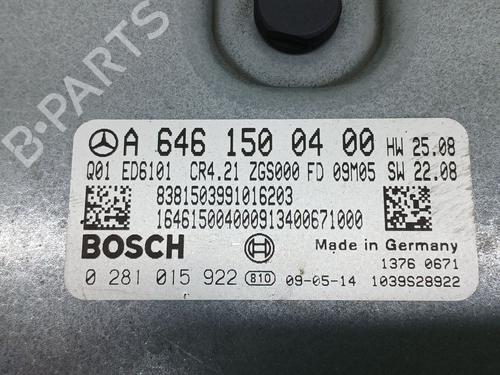 B-PARTS
A 646 150 04 00 HW 25.08
Q01 ED6101 CR4.21 ZGS000 FD 09M05 SW 22.08
8381503991016203
164615004000913400671000
BOSCH Made in Germany
1376 0671
0 281 015 922 810 09-05-14 1039S28922